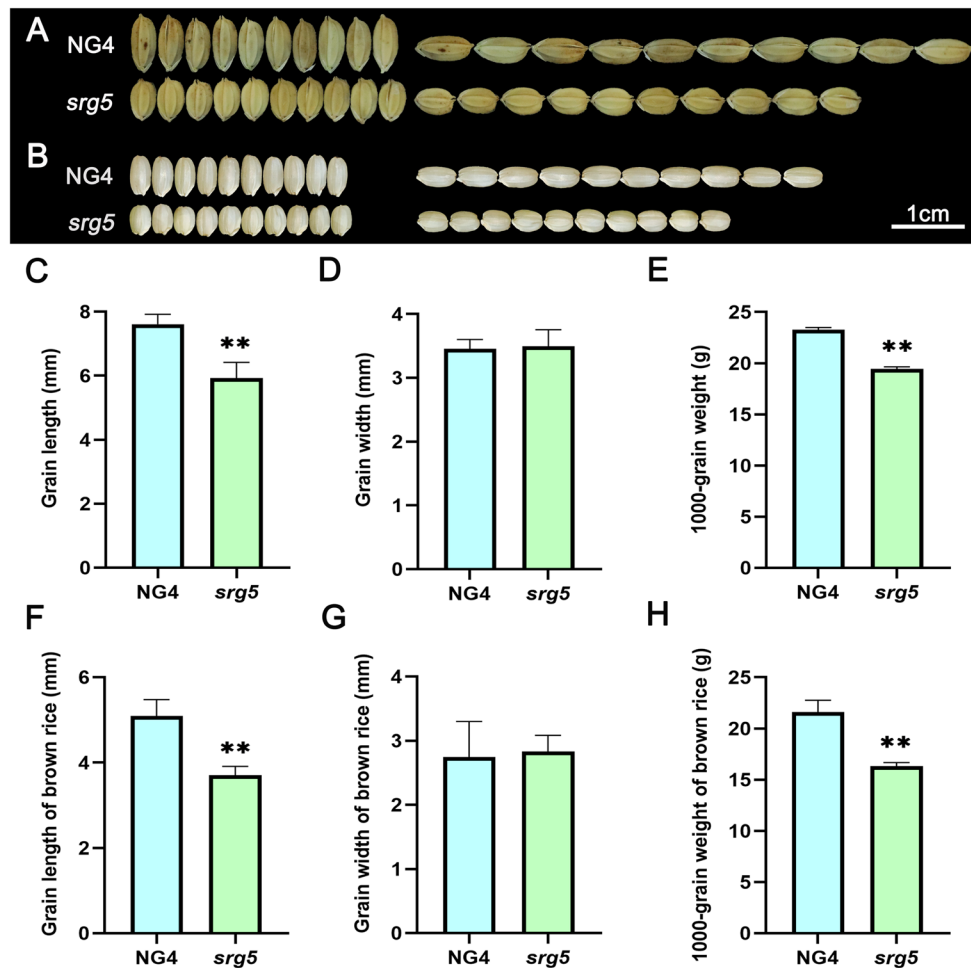 A
NG4
srg5
B
NG4
srg5
1cm
C
Grain length (mm)
8
6
4
2
0
**
NG4
srg5
D
Grain width (mm)
4
3
2
1
0
NG4
srg5
E
1000-grain weight (g)
25
20
15
10
5
0
**
NG4
srg5
F
Grain length of brown rice (mm)
6
4
2
0
**
NG4
srg5
G
Grain width of brown rice (mm)
4
3
2
1
0
NG4
srg5
H
1000-grain weight of brown rice (g)
25
20
15
10
5
0
**
NG4
srg5